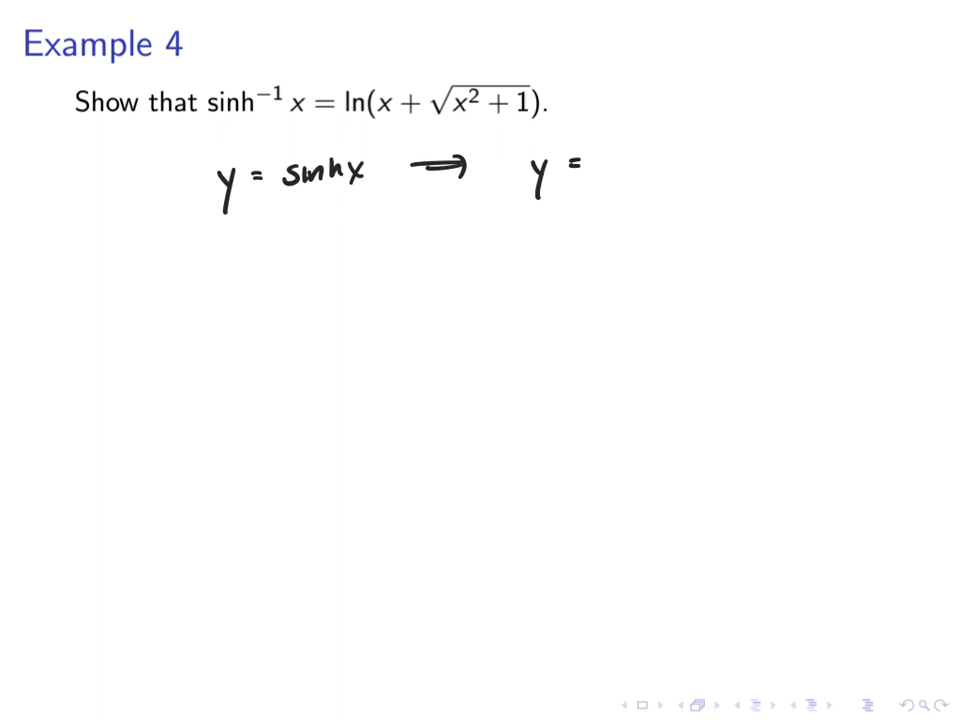 Example 4
Show that sinh⁻¹ x = ln(x + √(x² + 1)).
y = sinhx ⟹ y =